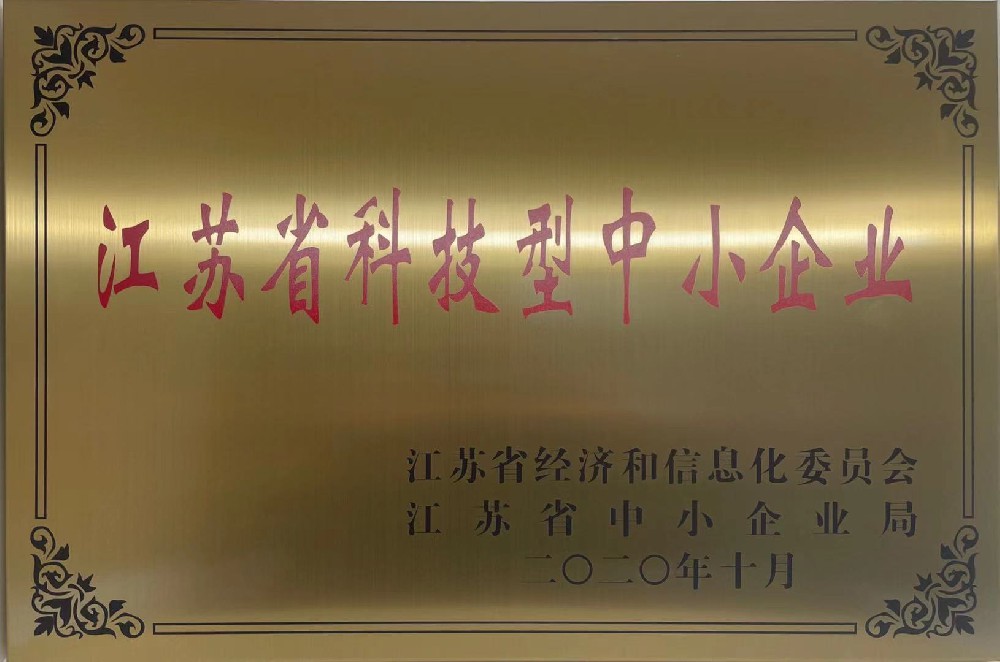 江苏省科技型中小企业
江苏省经济和信息化委员会
江苏省中小企业局
二〇二〇年十月